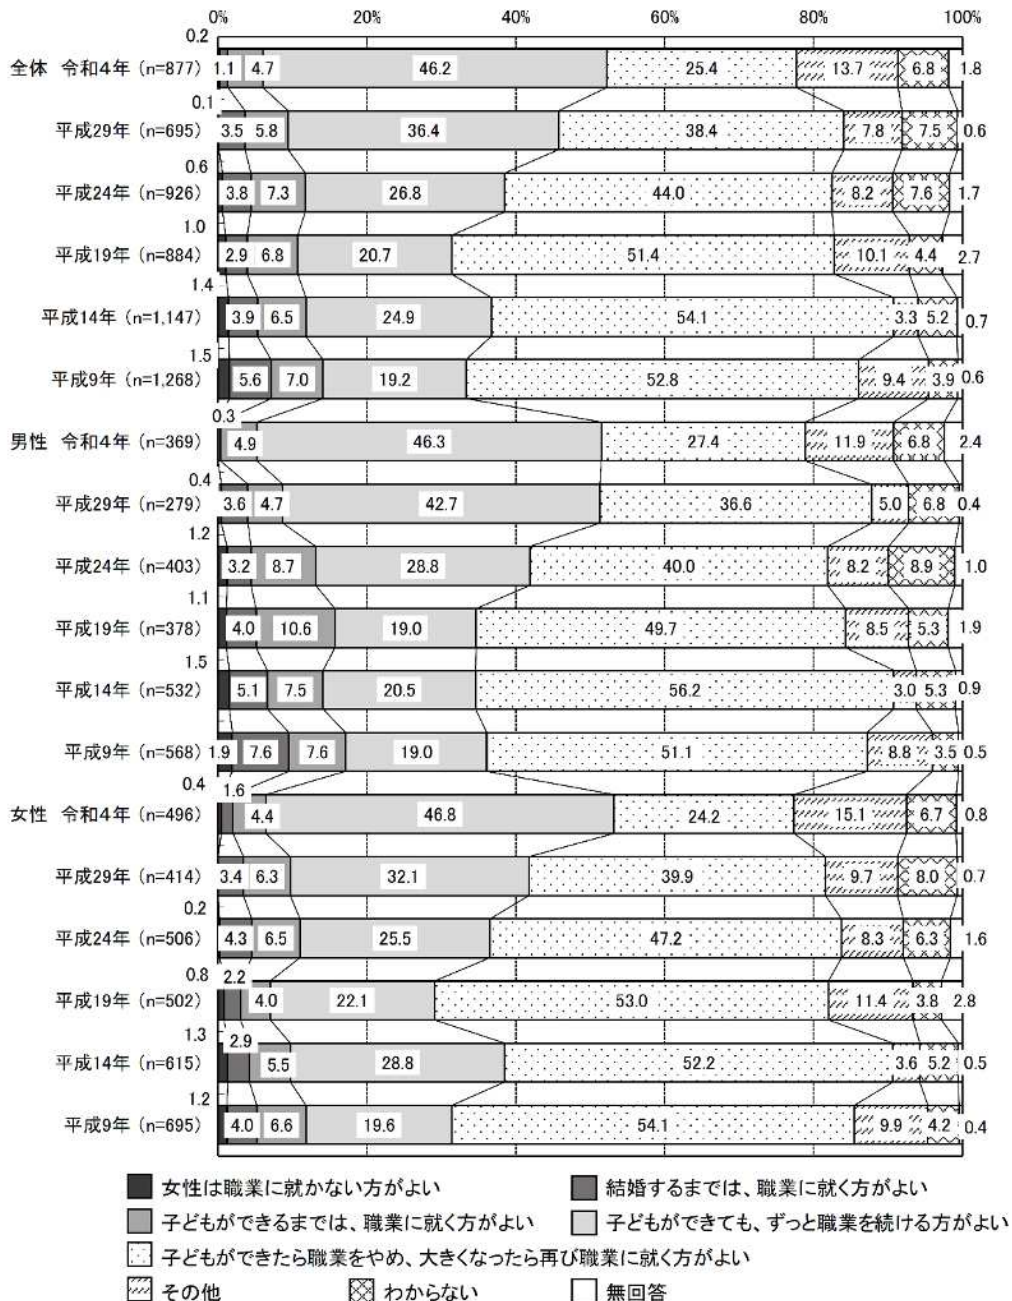 0% 20% 40% 60% 80% 100%
0.2
全体 令和4年 (n=877) 1.1 4.7 46.2 25.4 13.7 6.8 1.8
0.1
平成29年 (n=695) 3.5 5.8 36.4 38.4 7.8 7.5 0.6
0.6
平成24年 (n=926) 3.8 7.3 26.8 44.0 8.2 7.6 1.7
1.0
平成19年 (n=884) 2.9 6.8 20.7 51.4 10.1 4.4 2.7
1.4
平成14年 (n=1,147) 3.9 6.5 24.9 54.1 3.3 5.2 0.7
1.5
平成9年 (n=1,268) 5.6 7.0 19.2 52.8 9.4 3.9 0.6
0.3
男性 令和4年 (n=369) 4.9 46.3 27.4 11.9 6.8 2.4
0.4
平成29年 (n=279) 3.6 4.7 42.7 36.6 5.0 6.8 0.4
1.2
平成24年 (n=403) 3.2 8.7 28.8 40.0 8.2 8.9 1.0
1.1
平成19年 (n=378) 4.0 10.6 19.0 49.7 8.5 5.3 1.9
1.5
平成14年 (n=532) 5.1 7.5 20.5 56.2 3.0 5.3 0.9
平成9年 (n=568) 1.9 7.6 7.6 19.0 51.1 8.8 3.5 0.5
0.4 1.6
女性 令和4年 (n=496) 4.4 46.8 24.2 15.1 6.7 0.8
平成29年 (n=414) 3.4 6.3 32.1 39.9 9.7 8.0 0.7
0.2
平成24年 (n=506) 4.3 6.5 25.5 47.2 8.3 6.3 1.6
0.8 2.2
平成19年 (n=502) 4.0 22.1 53.0 11.4 3.8 2.8
1.3 2.9
平成14年 (n=615) 5.5 28.8 52.2 3.6 5.2 0.5
1.2
平成9年 (n=695) 4.0 6.6 19.6 54.1 9.9 4.2 0.4
女性は職業に就かない方がよい 結婚するまでは、職業に就く方がよい
子どもができるまでは、職業に就く方がよい 子どもができても、ずっと職業を続ける方がよい
子どもができたら職業をやめ、大きくなったら再び職業に就く方がよい
その他 わからない 無回答